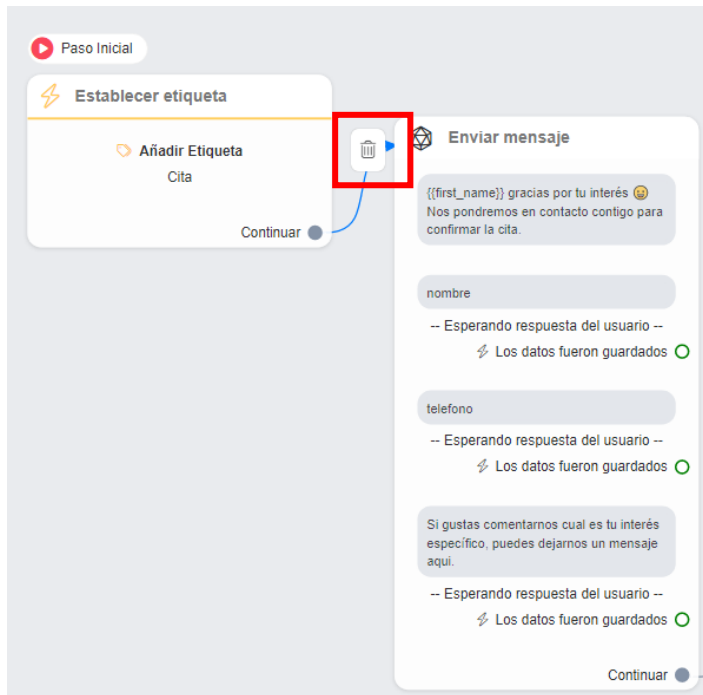 Paso Inicial
Establecer etiqueta
Añadir Etiqueta
Cita
Continuar
Enviar mensaje
{{first_name}} gracias por tu interés 😀
Nos pondremos en contacto contigo para
confirmar la cita.
nombre
-- Esperando respuesta del usuario --
Los datos fueron guardados
telefono
-- Esperando respuesta del usuario --
Los datos fueron guardados
Si gustas comentarnos cual es tu interés
específico, puedes dejarnos un mensaje
aqui.
-- Esperando respuesta del usuario --
Los datos fueron guardados
Continuar